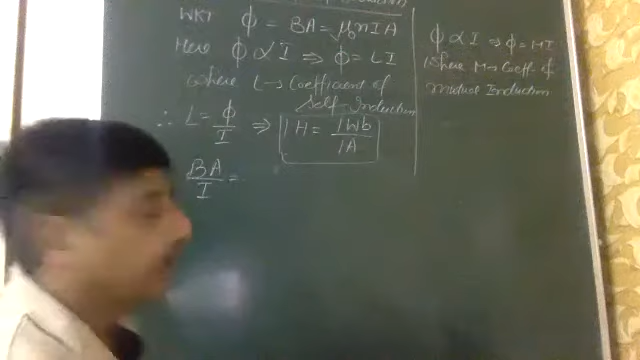 WKT ϕ = BA = μ₀nIA
Here ϕ ∝ I ⇒ ϕ = LI
where L → Coefficient of
Self-Induction
∴ L = ϕ/I ⇒ 1H = 1Wb/1A
BA/I =
ϕ ∝ I ⇒ ϕ = MI
Where M → Coeff. of
Mutual Induction